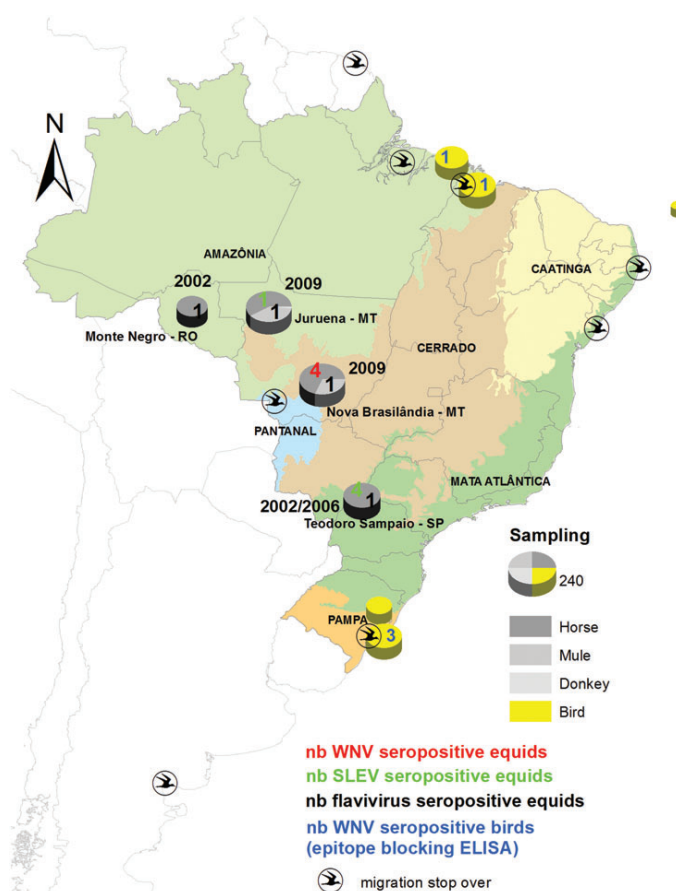 N
1
1
AMAZÔNIA
CAATINGA
2002
2009
1
1
Juruena - MT
Monte Negro - RO
CERRADO
4
2009
1
Nova Brasilândia - MT
PANTANAL
MATA ATLÂNTICA
2002/2006
1
Teodoro Sampaio - SP
Sampling
240
PAMPA
3
Horse
Mule
Donkey
Bird
nb WNV seropositive equids
nb SLEV seropositive equids
nb flavivirus seropositive equids
nb WNV seropositive birds
(epitope blocking ELISA)
migration stop over